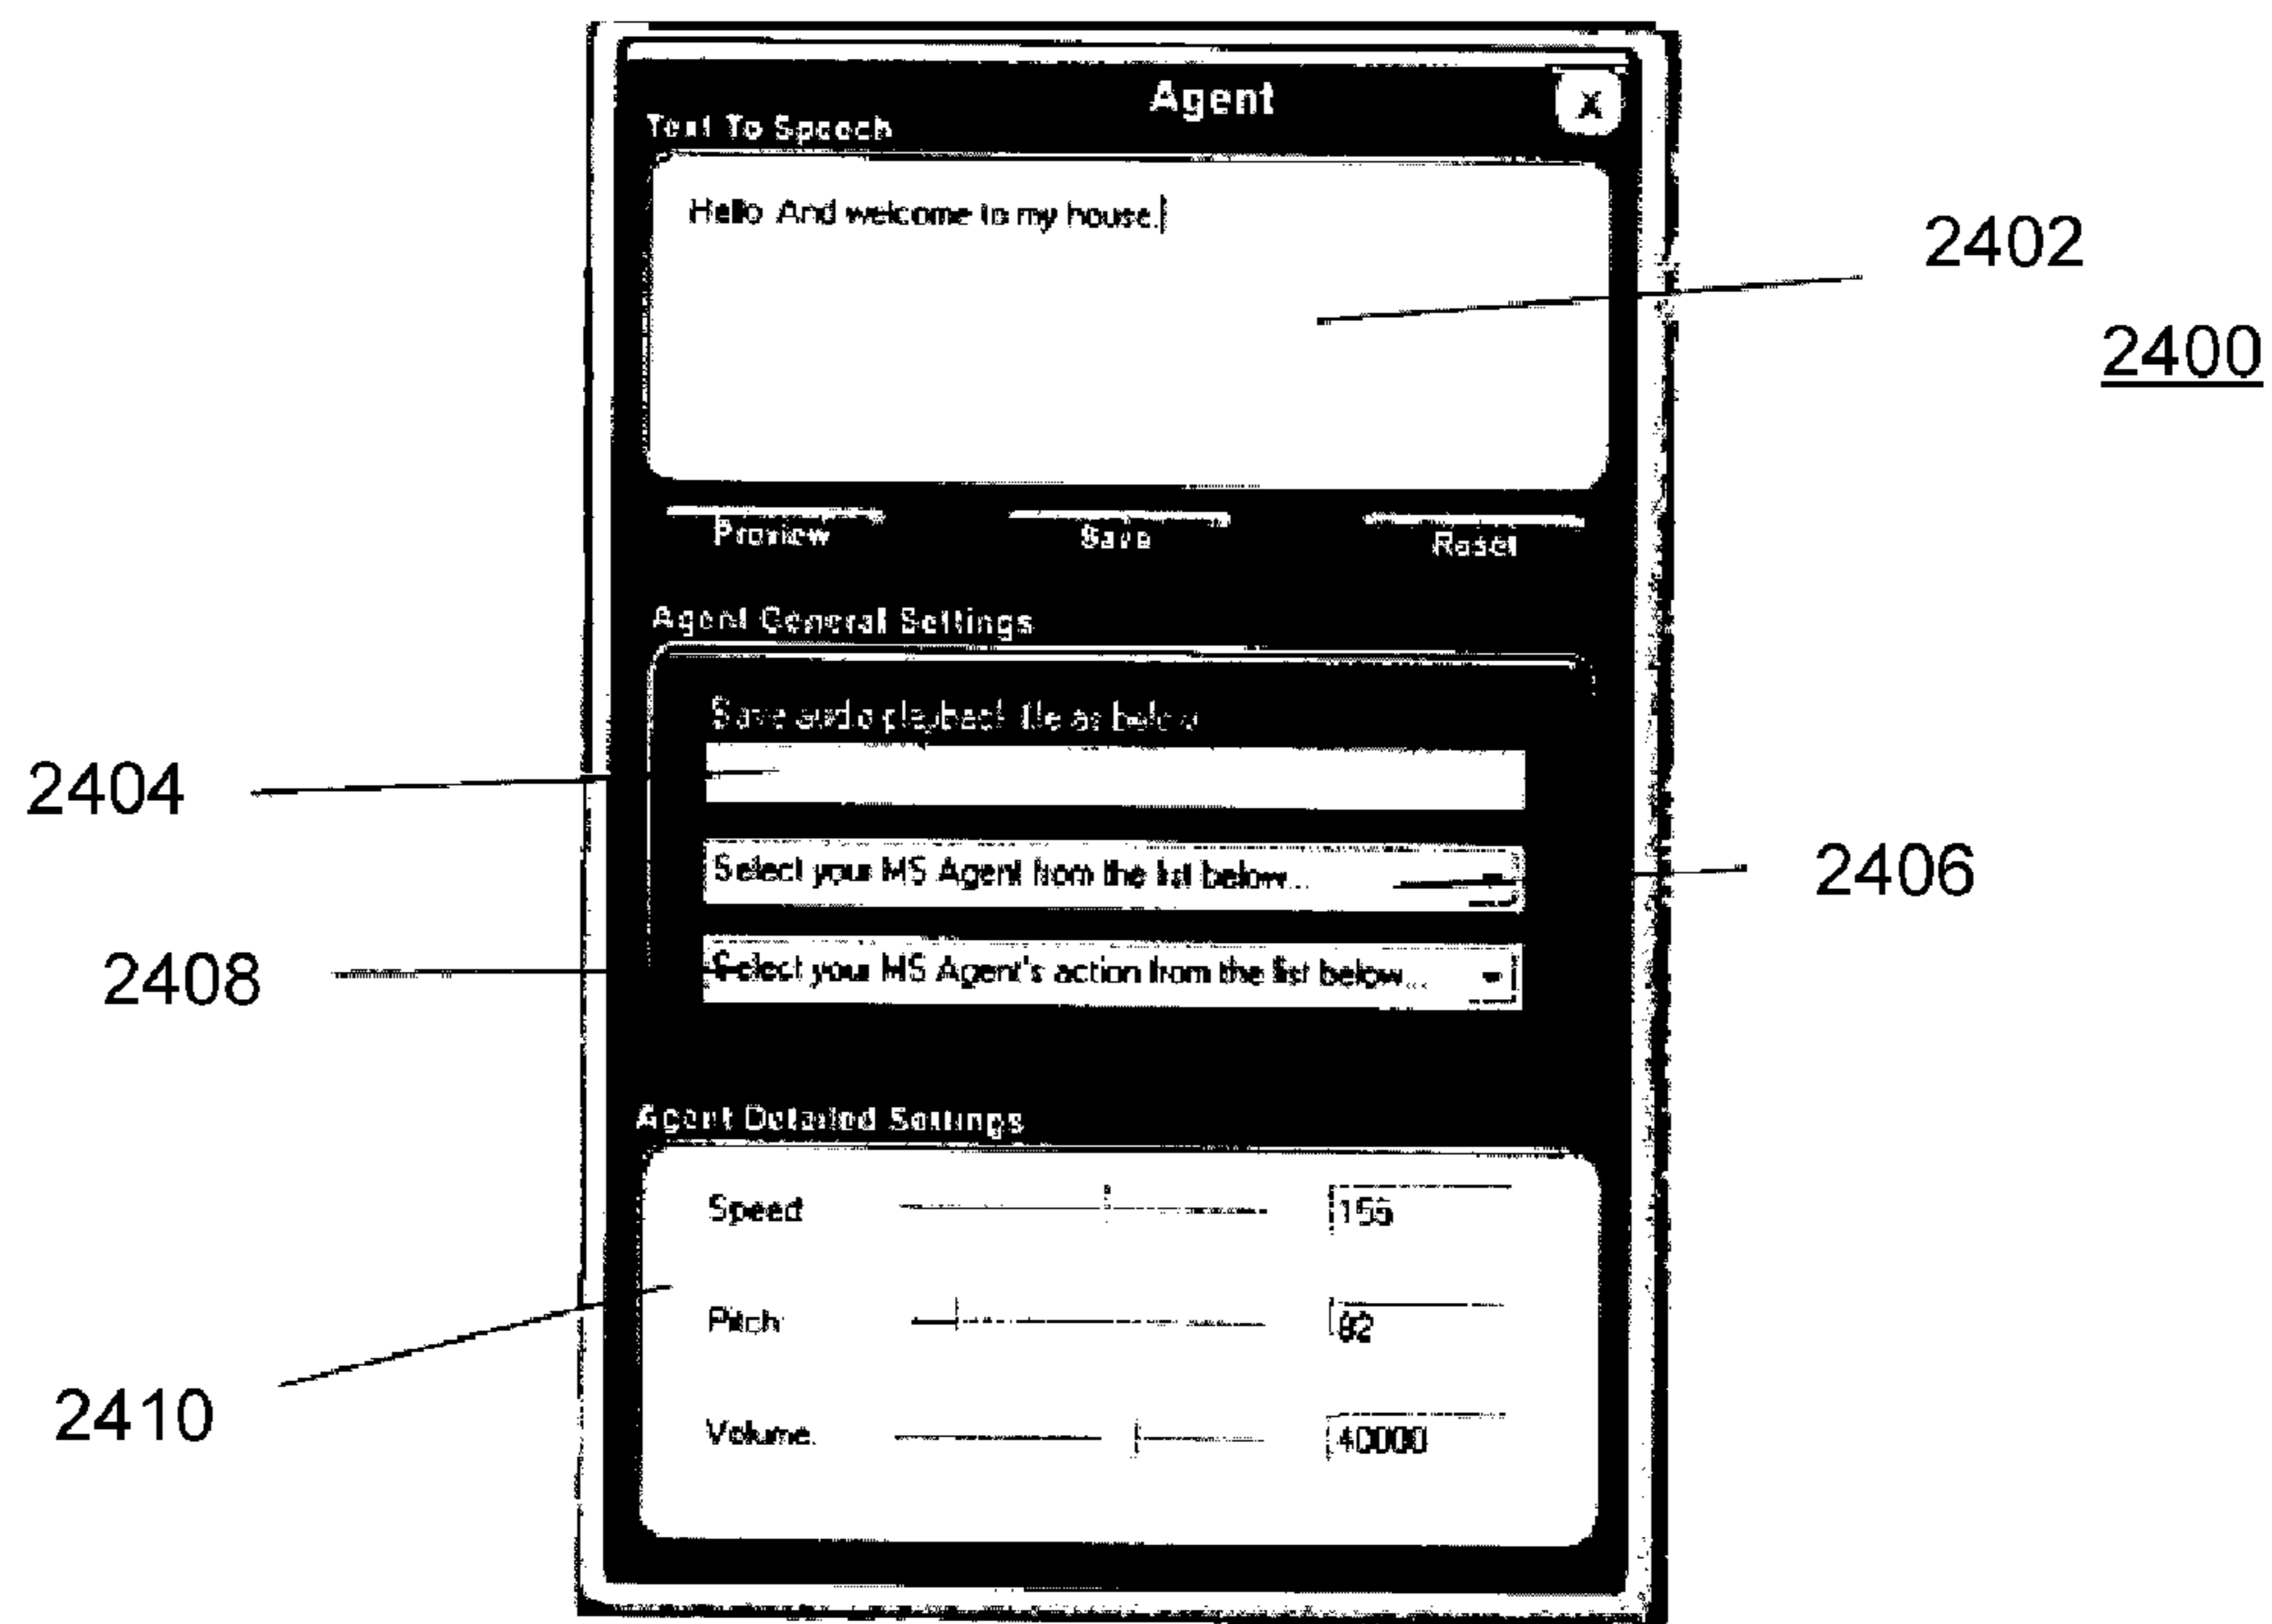 Agent
X
Text To Speech
Hello And welcome to my house.
2402
2400
Preview
Save
Reset
Agent General Settings
Save audio playback file as below
2404
Select your MS Agent from the list below...
2406
2408
Select your MS Agent's action from the list below...
Agent Detailed Settings
Speed
155
Pitch
82
2410
Volume.
40000